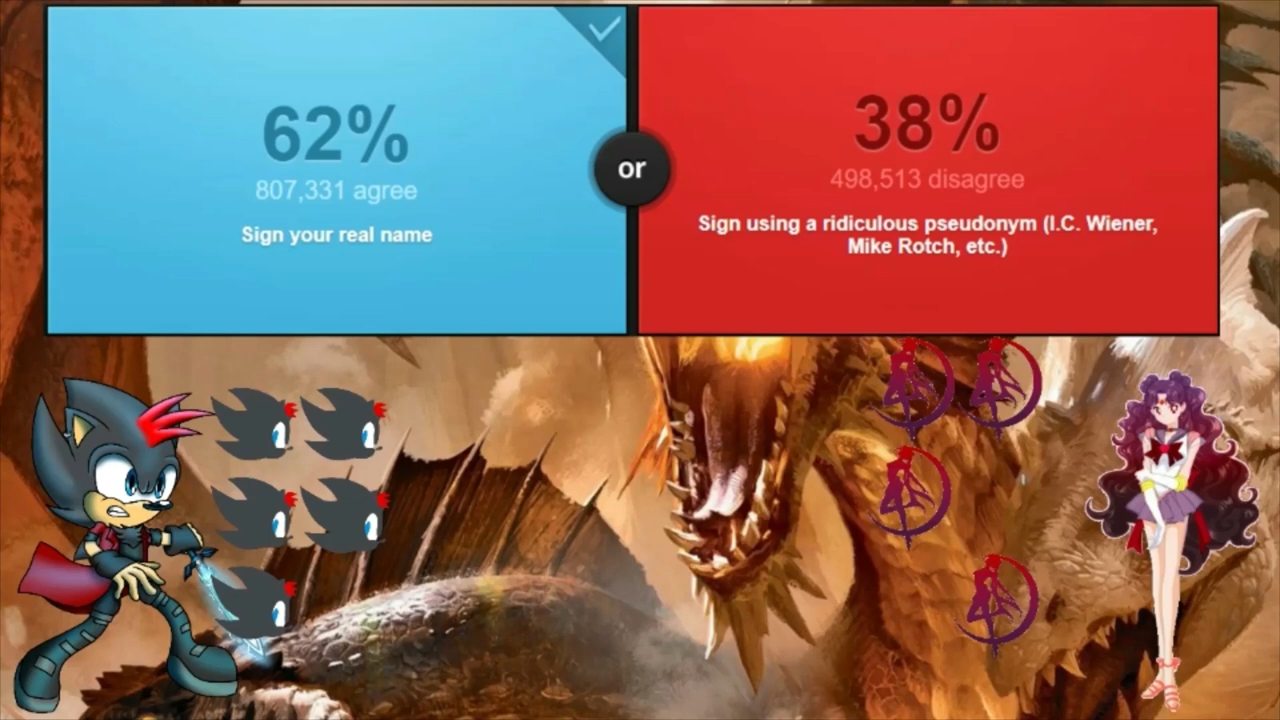 62%
807,331 agree
Sign your real name
or
38%
498,513 disagree
Sign using a ridiculous pseudonym (I.C. Wiener,
Mike Rotch, etc.)